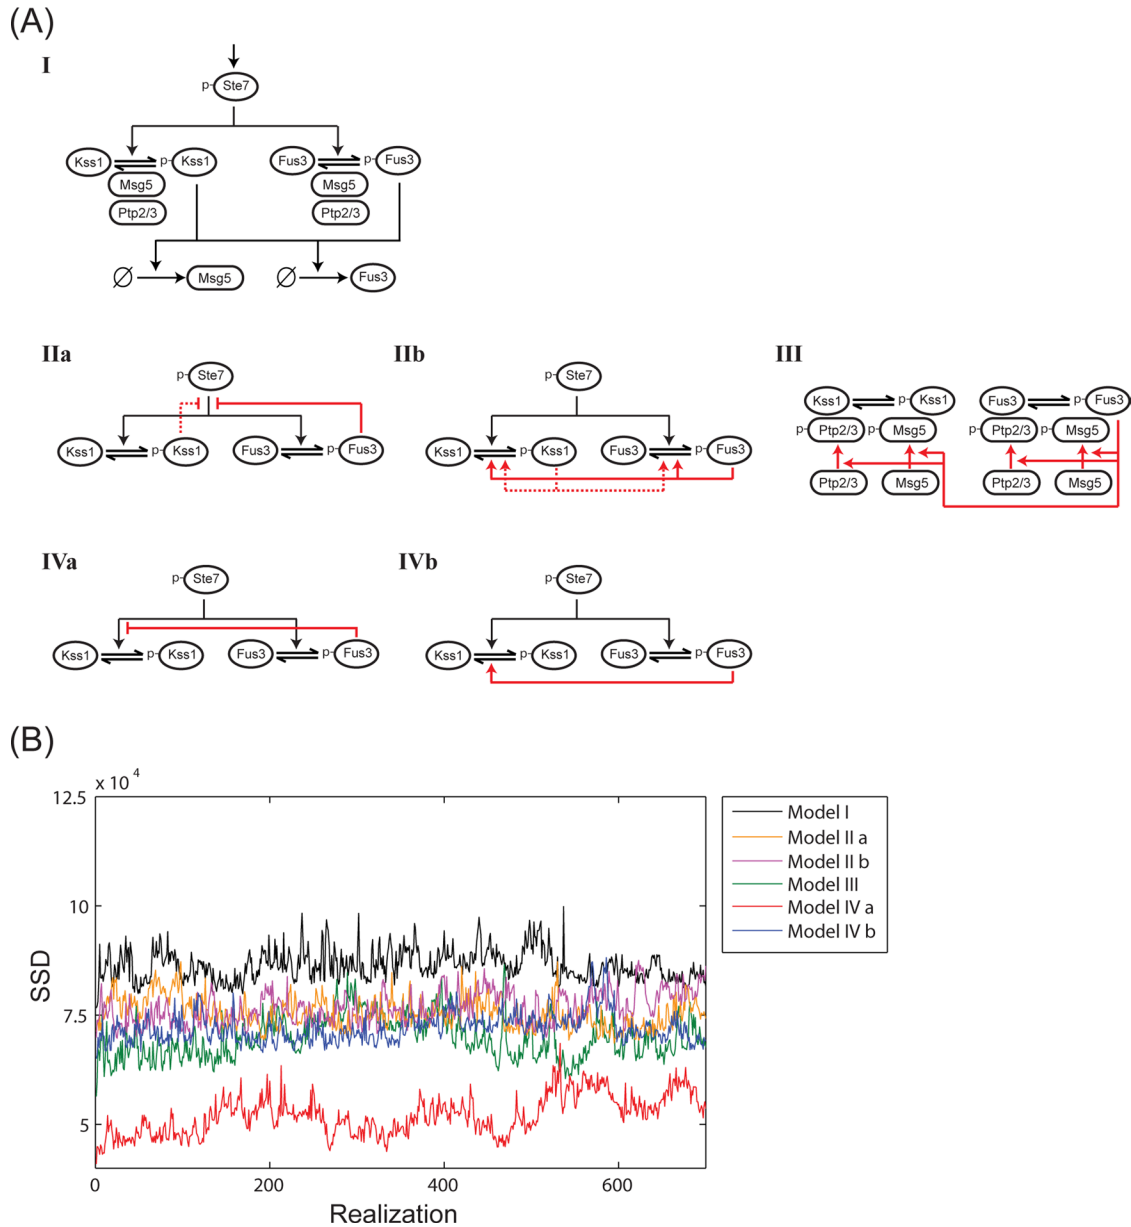 (A)
I
p- Ste7
Kss1 p- Kss1 Fus3 p- Fus3
Msg5 Msg5
Ptp2/3 Ptp2/3
∅ Msg5 ∅ Fus3
IIa IIb III
p- Ste7 p- Ste7
Kss1 p- Kss1 Fus3 p- Fus3
Kss1 p- Kss1 Fus3 p- Fus3
Kss1 p- Kss1 Fus3 p- Fus3
p- Ptp2/3 p- Msg5 p- Ptp2/3 p- Msg5
Ptp2/3 Msg5 Ptp2/3 Msg5
IVa IVb
p- Ste7 p- Ste7
Kss1 p- Kss1 Fus3 p- Fus3
Kss1 p- Kss1 Fus3 p- Fus3
(B)
x 10 4
12.5
10
7.5
5
SSD
0 200 400 600
Realization
Model I
Model II a
Model II b
Model III
Model IV a
Model IV b